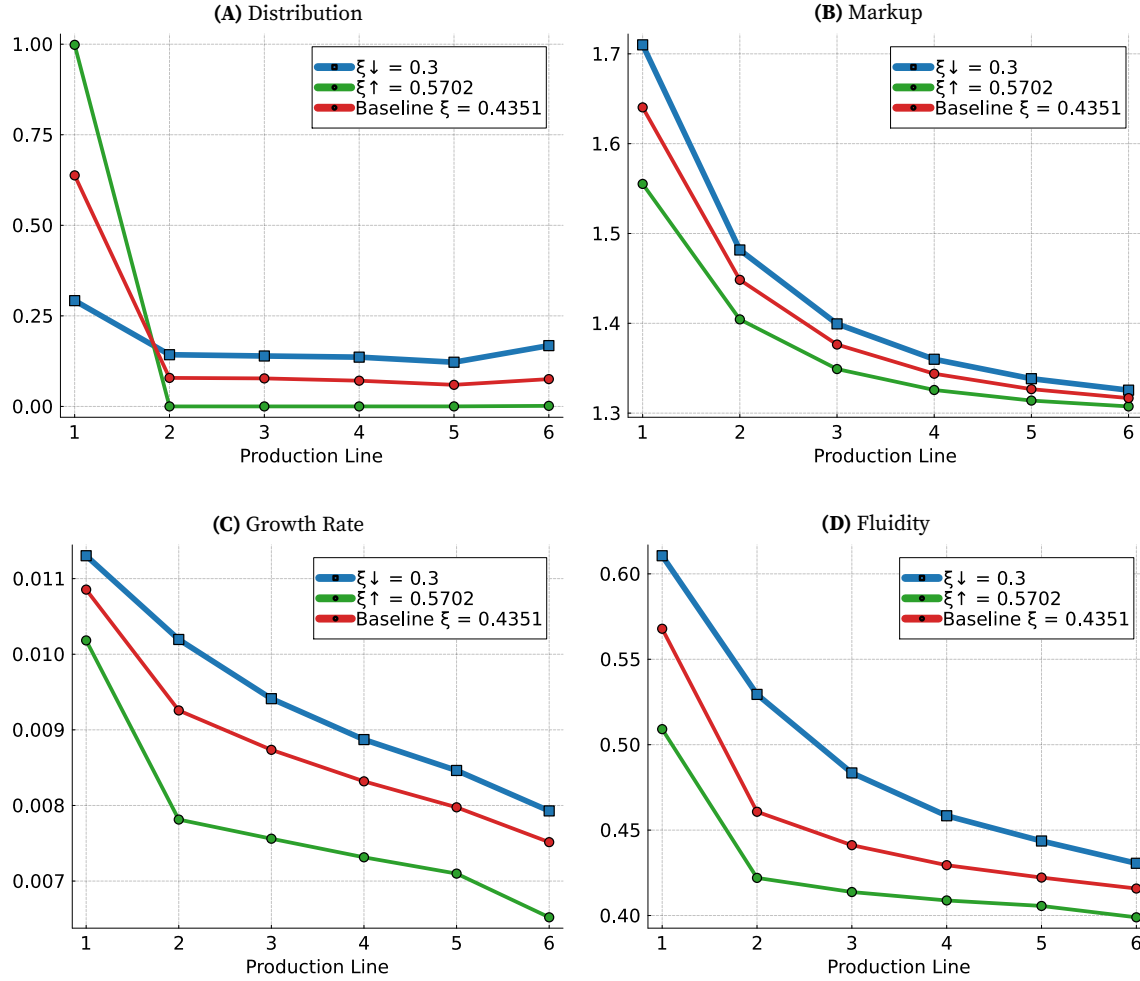 (A) Distribution
1.00
0.75
0.50
0.25
0.00
ξ↓ = 0.3
ξ↑ = 0.5702
Baseline ξ = 0.4351
1 2 3 4 5 6
Production Line
(B) Markup
1.7
1.6
1.5
1.4
1.3
ξ↓ = 0.3
ξ↑ = 0.5702
Baseline ξ = 0.4351
1 2 3 4 5 6
Production Line
(C) Growth Rate
0.011
0.010
0.009
0.008
0.007
ξ↓ = 0.3
ξ↑ = 0.5702
Baseline ξ = 0.4351
1 2 3 4 5 6
Production Line
(D) Fluidity
0.60
0.55
0.50
0.45
0.40
ξ↓ = 0.3
ξ↑ = 0.5702
Baseline ξ = 0.4351
1 2 3 4 5 6
Production Line